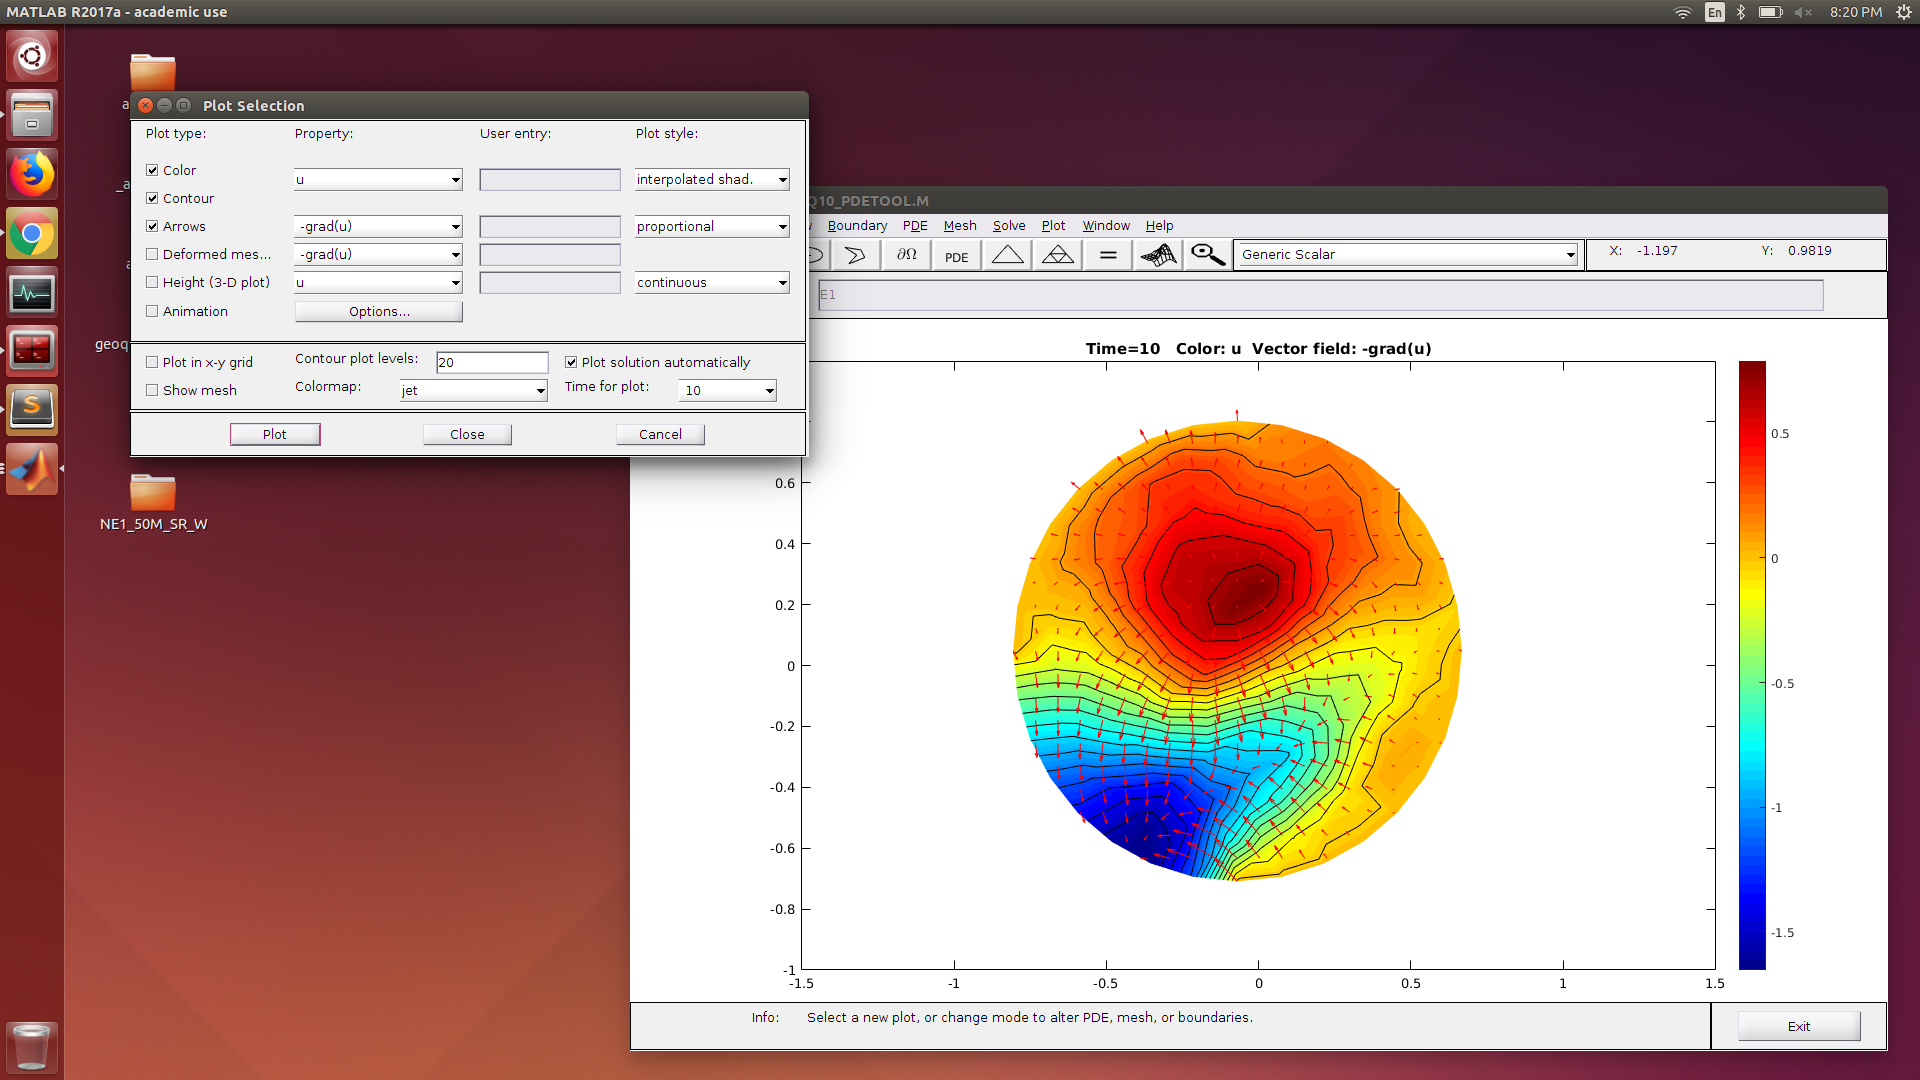 MATLAB R2017a - academic use
En
8:20 PM
Plot Selection
Plot type: Property: User entry: Plot style:
Color u interpolated shad.
Contour
Arrows -grad(u) proportional
Deformed mes... -grad(u)
Height (3-D plot) u continuous
Animation Options...
Plot in x-y grid Contour plot levels: 20 Plot solution automatically
Show mesh Colormap: jet Time for plot: 10
Plot Close Cancel
geoq
NE1_50M_SR_W
Q10_PDETOOL.M
Boundary PDE Mesh Solve Plot Window Help
∂Ω PDE = Generic Scalar X: -1.197 Y: 0.9819
E1
Time=10 Color: u Vector field: -grad(u)
0.6
0.4
0.2
0
-0.2
-0.4
-0.6
-0.8
-1
-1.5 -1 -0.5 0 0.5 1 1.5
0.5
0
-0.5
-1
-1.5
Info: Select a new plot, or change mode to alter PDE, mesh, or boundaries.
Exit